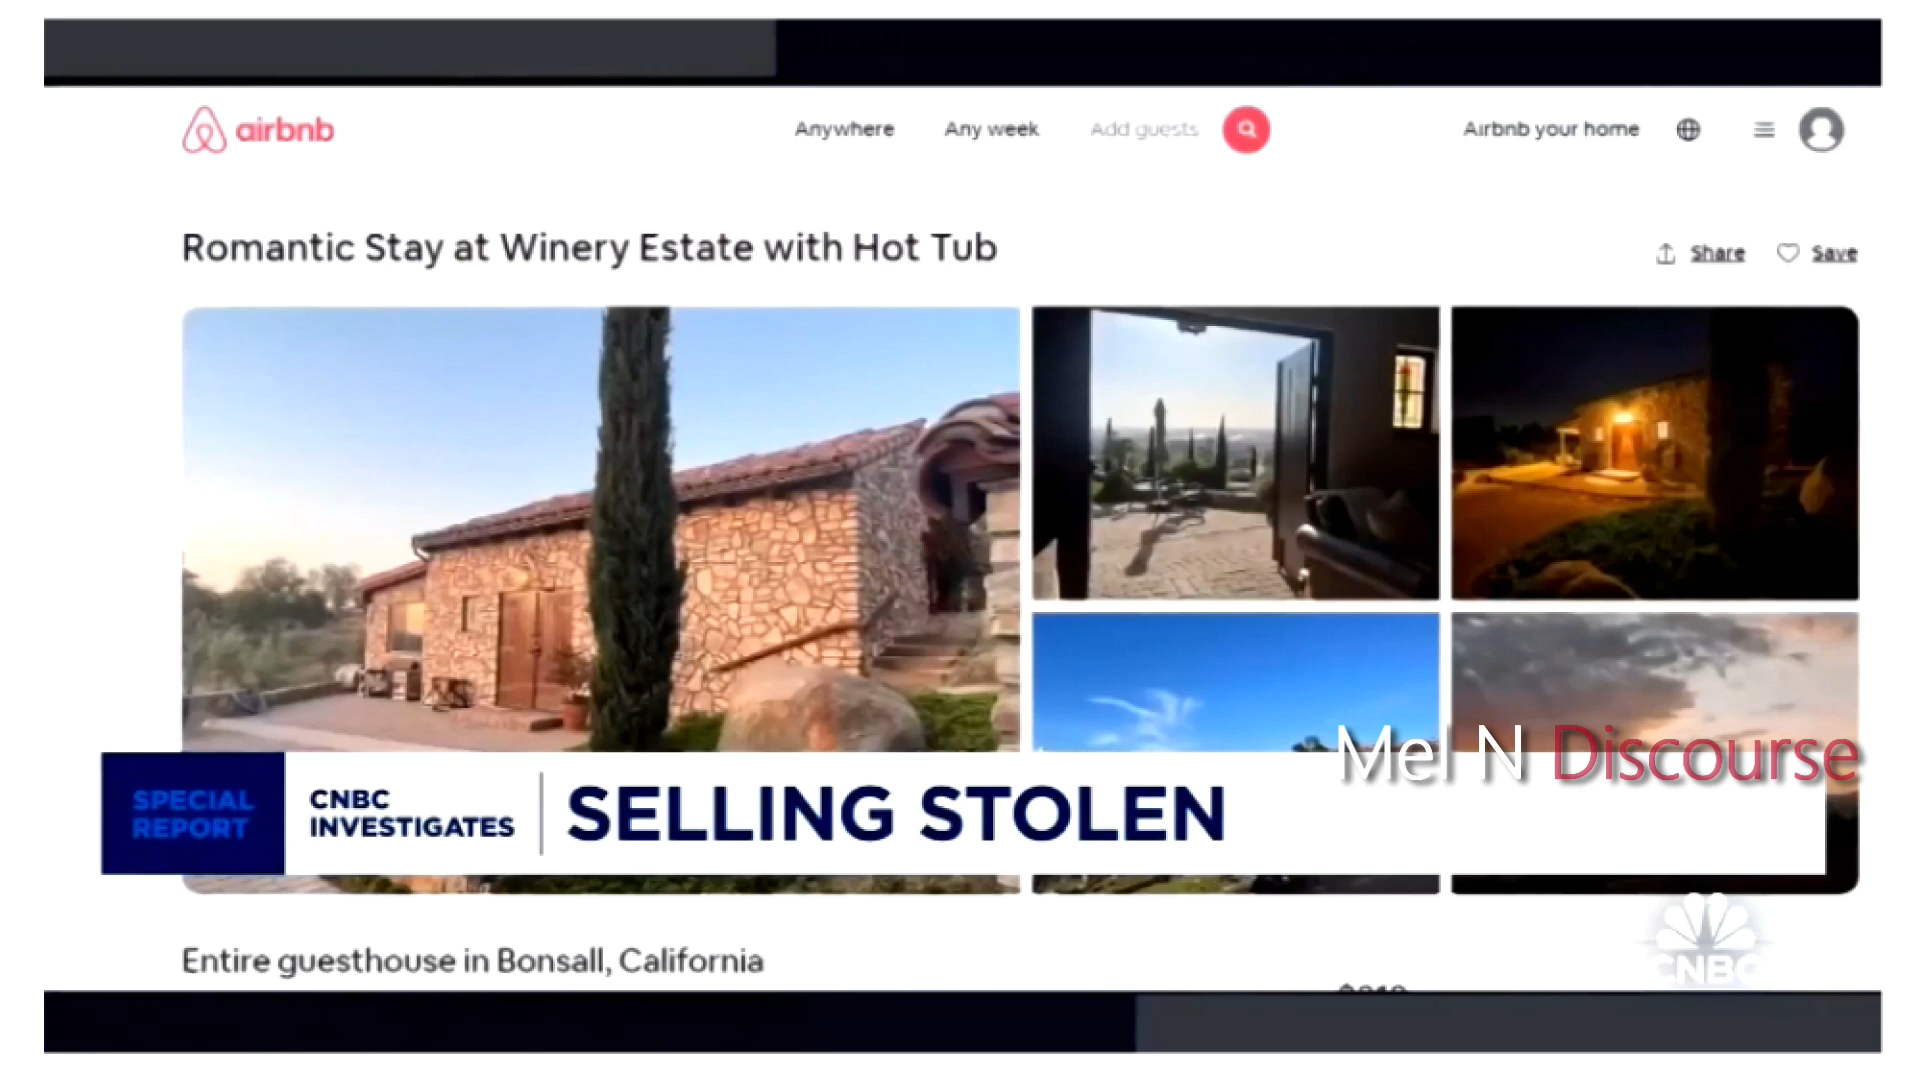 airbnb
Anywhere
Any week
Add guests
Airbnb your home
Romantic Stay at Winery Estate with Hot Tub
Share
Save
Mel N Discourse
SPECIAL
REPORT
CNBC
INVESTIGATES
SELLING STOLEN
CNBC
Entire guesthouse in Bonsall, California